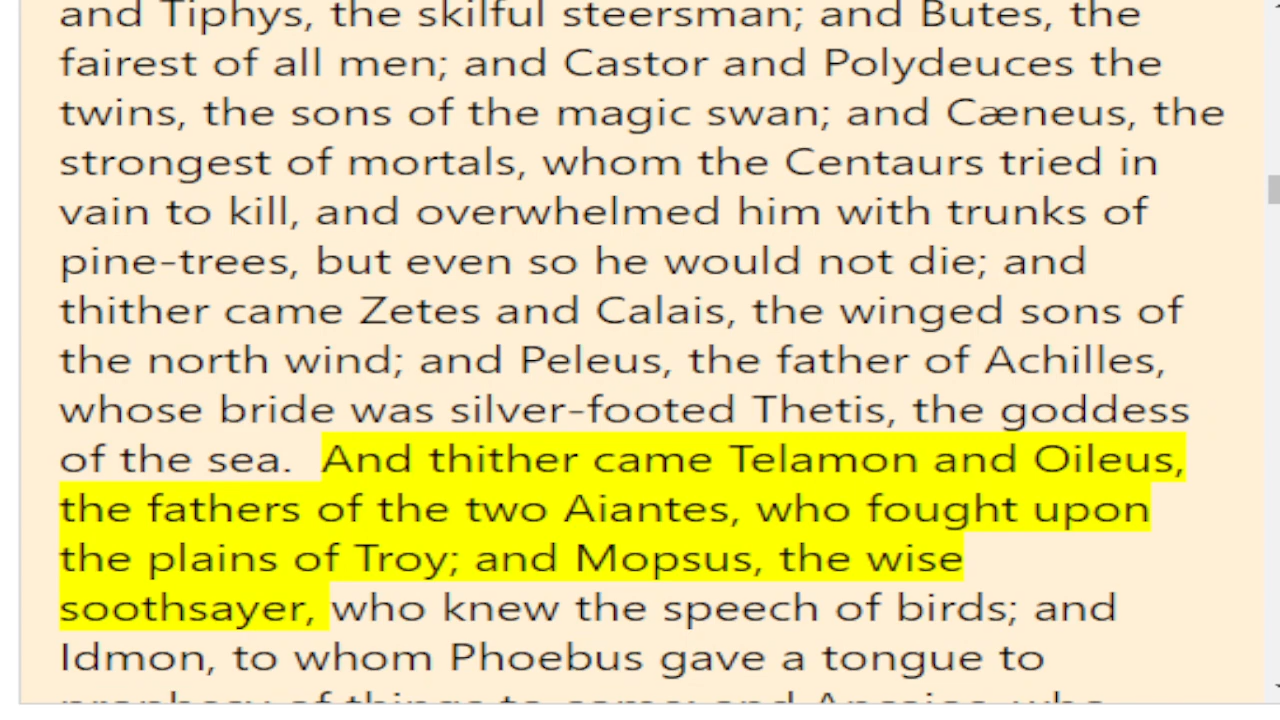 and Tiphys, the skilful steersman; and Butes, the
fairest of all men; and Castor and Polydeuces the
twins, the sons of the magic swan; and Cæneus, the
strongest of mortals, whom the Centaurs tried in
vain to kill, and overwhelmed him with trunks of
pine-trees, but even so he would not die; and
thither came Zetes and Calais, the winged sons of
the north wind; and Peleus, the father of Achilles,
whose bride was silver-footed Thetis, the goddess
of the sea.  And thither came Telamon and Oileus,
the fathers of the two Aiantes, who fought upon
the plains of Troy; and Mopsus, the wise
soothsayer, who knew the speech of birds; and
Idmon, to whom Phoebus gave a tongue to